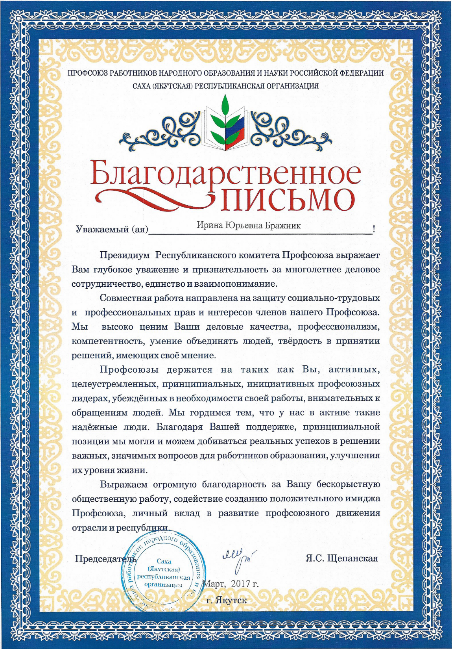 ПРОФСОЮЗ РАБОТНИКОВ НАРОДНОГО ОБРАЗОВАНИЯ И НАУКИ РОССИЙСКОЙ ФЕДЕРАЦИИ
САХА (ЯКУТСКАЯ) РЕСПУБЛИКАНСКАЯ ОРГАНИЗАЦИЯ
БЛАГОДАРСТВЕННОЕ
ПИСЬМО
Уважаемый (ая) Ирина Юрьевна Бражник !
Президиум Республиканского комитета Профсоюза выражает
Вам глубокое уважение и признательность за многолетнее деловое
сотрудничество, единство и взаимопонимание.
Совместная работа направлена на защиту социально-трудовых
и профессиональных прав и интересов членов нашего Профсоюза.
Мы высоко ценим Ваши деловые качества, профессионализм,
компетентность, умение объединять людей, твёрдость в принятии
решений, имеющих своё мнение.
Профсоюзы держатся на таких как Вы, активных,
целеустремленных, принципиальных, инициативных профсоюзных
лидерах, убеждённых в необходимости своей работы, внимательных к
обращениям людей. Мы гордимся тем, что у нас в активе такие
надёжные люди. Благодаря Вашей поддержке, принципиальной
позиции мы могли и можем добиваться реальных успехов в решении
важных, значимых вопросов для работников образования, улучшения
их уровня жизни.
Выражаем огромную благодарность за Вашу бескорыстную
общественную работу, содействие созданию положительного имиджа
Профсоюза, личный вклад в развитие профсоюзного движения
отрасли и республики.
Председатель Я.С. Щепанская
Саха
(Якутская)
республиканская
организация
Март, 2017 г.
г. Якутск